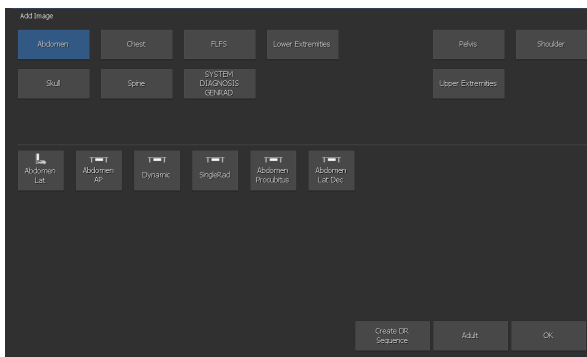 Add Image
Abdomen
Chest
FLFS
Lower Extremities
Pelvis
Shoulder
Skull
Spine
SYSTEM
DIAGNOSIS
GENRAD
Upper Extremities
Abdomen
Lat
Abdomen
AP
Dynamic
SingleRad
Abdomen
Procubitus
Abdomen
Lat Dec
Create DR
Sequence
Adult
OK